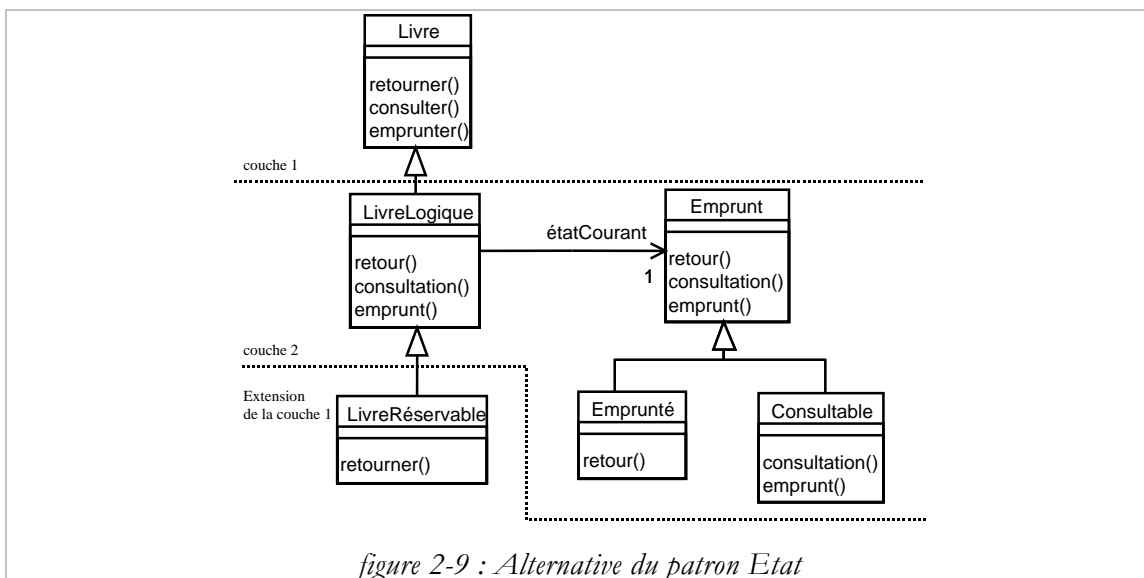 Livre
retourner()
consulter()
emprunter()
couche 1
LivreLogique
retour()
consultation()
emprunt()
étatCourant
1
Emprunt
retour()
consultation()
emprunt()
couche 2
Extension
de la couche 1
LivreRéservable
retourner()
Emprunté
retour()
Consultable
consultation()
emprunt()
figure 2-9 : Alternative du patron Etat